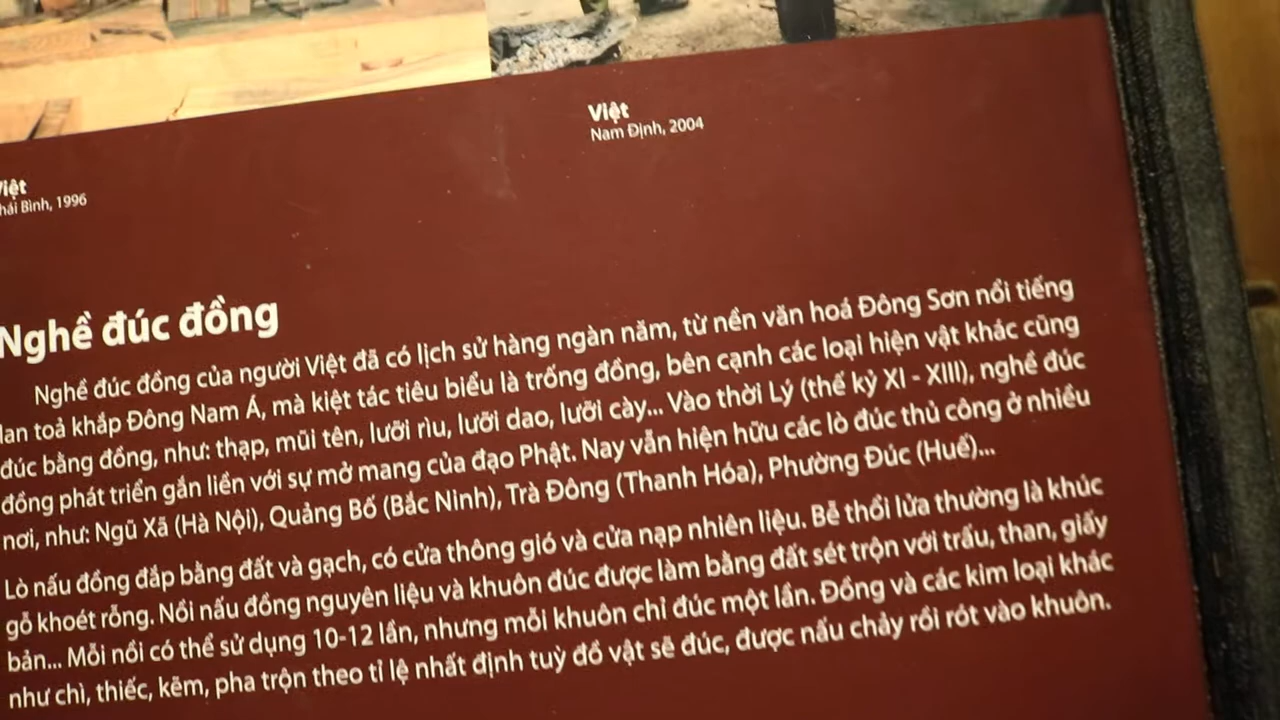 Việt
Nam Định, 2004
Việt
Thái Bình, 1996
Nghề đúc đồng
Nghề đúc đồng của người Việt đã có lịch sử hàng ngàn năm, từ nền văn hoá Đông Sơn nổi tiếng
lan toả khắp Đông Nam Á, mà kiệt tác tiêu biểu là trống đồng, bên cạnh các loại hiện vật khác cũng
đúc bằng đồng, như: thạp, mũi tên, lưỡi rìu, lưỡi dao, lưỡi cày... Vào thời Lý (thế kỷ XI - XIII), nghề đúc
đồng phát triển gắn liền với sự mở mang của đạo Phật. Nay vẫn hiện hữu các lò đúc thủ công ở nhiều
nơi, như: Ngũ Xã (Hà Nội), Quảng Bố (Bắc Ninh), Trà Đông (Thanh Hóa), Phường Đúc (Huế)...
Lò nấu đồng đắp bằng đất và gạch, có cửa thông gió và cửa nạp nhiên liệu. Bễ thổi lửa thường là khúc
gỗ khoét rỗng. Nồi nấu đồng nguyên liệu và khuôn đúc được làm bằng đất sét trộn với trấu, than, giấy
bản... Mỗi nồi có thể sử dụng 10-12 lần, nhưng mỗi khuôn chỉ đúc một lần. Đồng và các kim loại khác
như chì, thiếc, kẽm, pha trộn theo tỉ lệ nhất định tuỳ đồ vật sẽ đúc, được nấu chảy rồi rót vào khuôn.